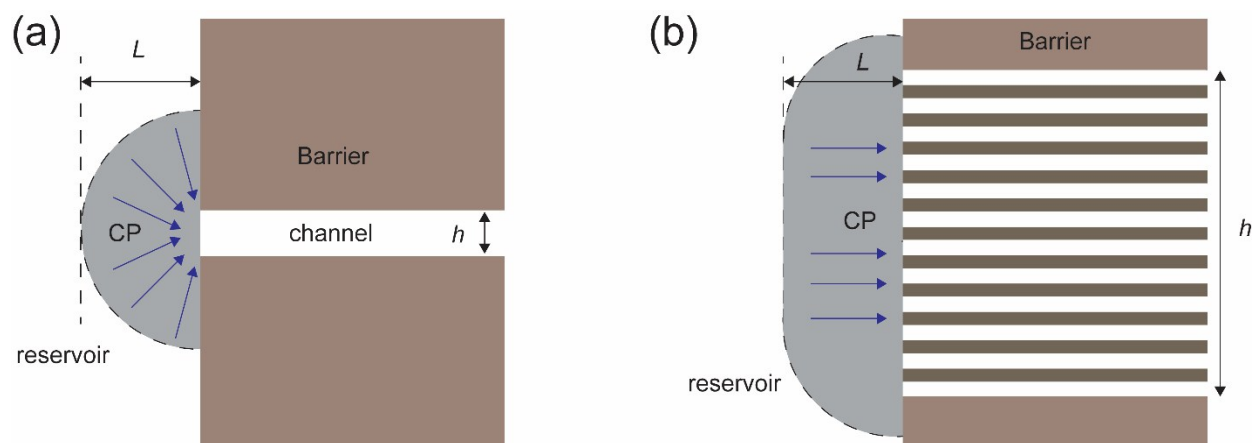 (a)
L
Barrier
CP
channel
h
reservoir
(b)
Barrier
L
CP
h
reservoir